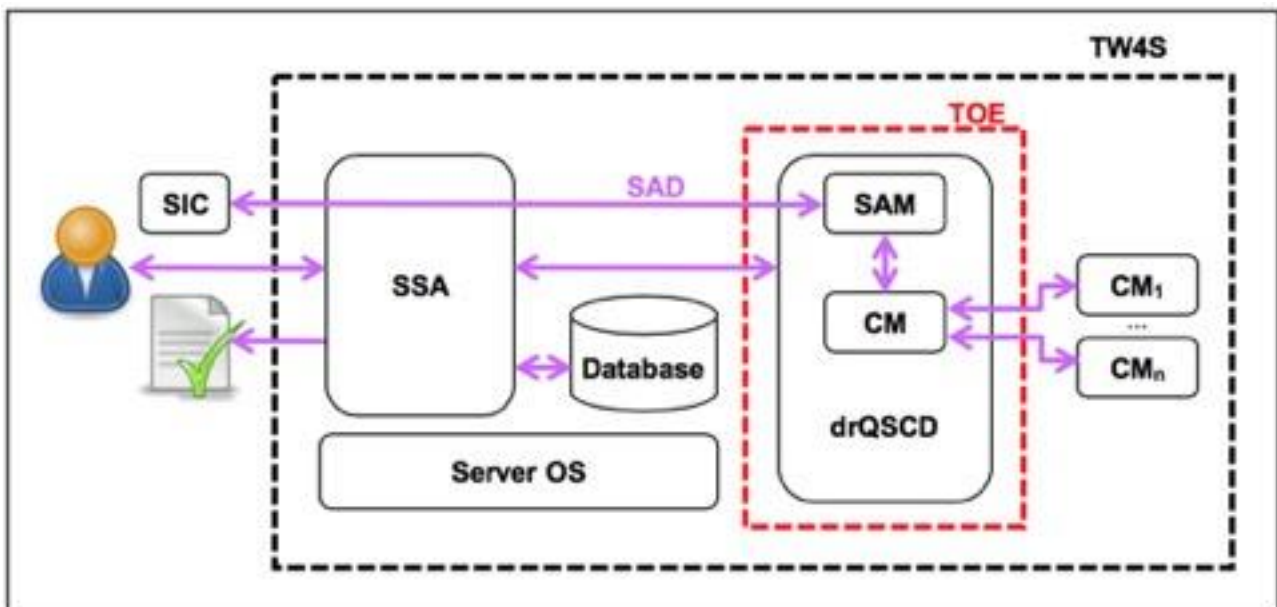 TW4S
TOE
SIC
SAD
SAM
SSA
CM
CM₁
...
CMₙ
Database
drQSCD
Server OS